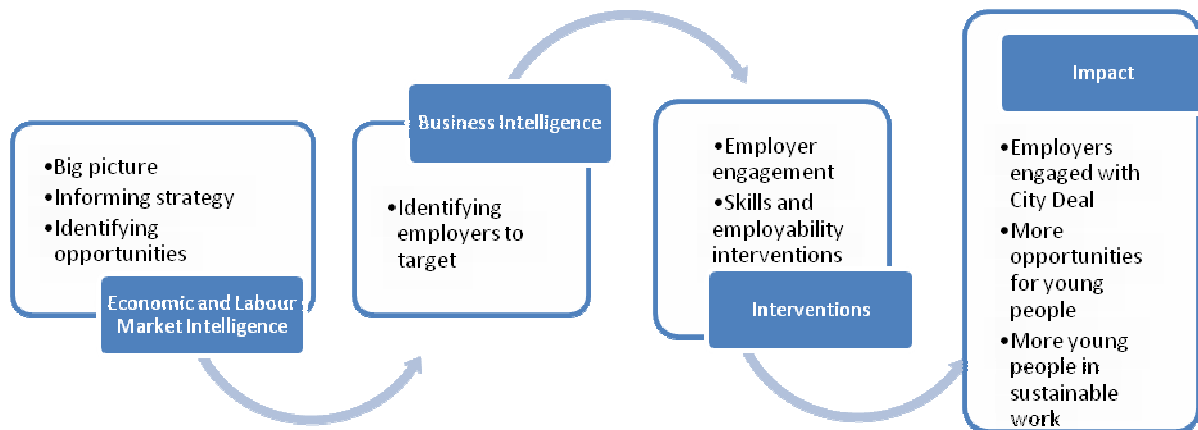 •Big picture
•Informing strategy
•Identifying
opportunities
Economic and Labour
Market Intelligence
Business Intelligence
•Identifying
employers to
target
•Employer
engagement
•Skills and
employability
interventions
Interventions
Impact
•Employers
engaged with
City Deal
•More
opportunities
for young
people
•More young
people in
sustainable
work